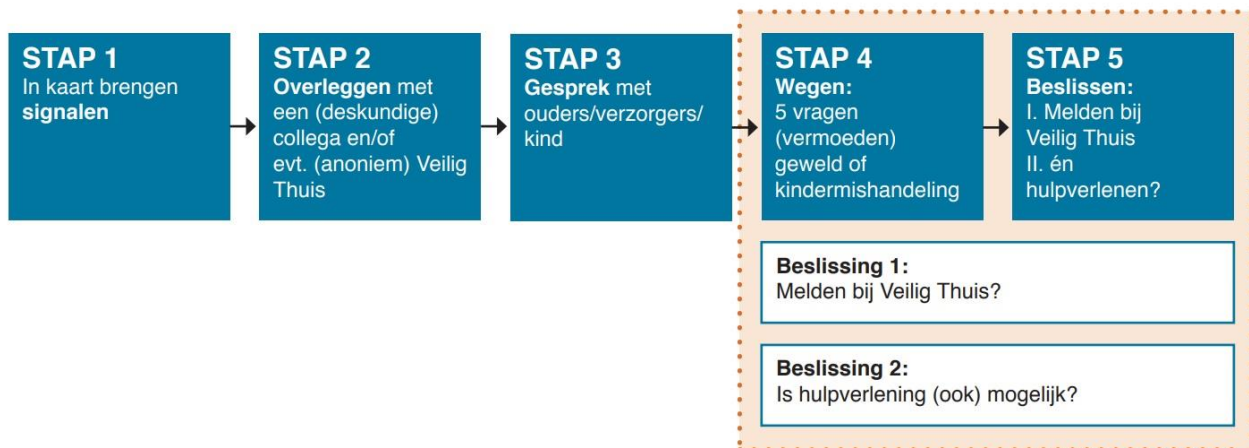 STAP 1
In kaart brengen
signalen
STAP 2
Overleggen met
een (deskundige)
collega en/of
evt. (anoniem) Veilig
Thuis
STAP 3
Gesprek met
ouders/verzorgers/
kind
STAP 4
Wegen:
5 vragen
(vermoeden)
geweld of
kindermishandeling
STAP 5
Beslissen:
I. Melden bij
Veilig Thuis
II. én
hulpverlenen?
Beslissing 1:
Melden bij Veilig Thuis?
Beslissing 2:
Is hulpverlening (ook) mogelijk?